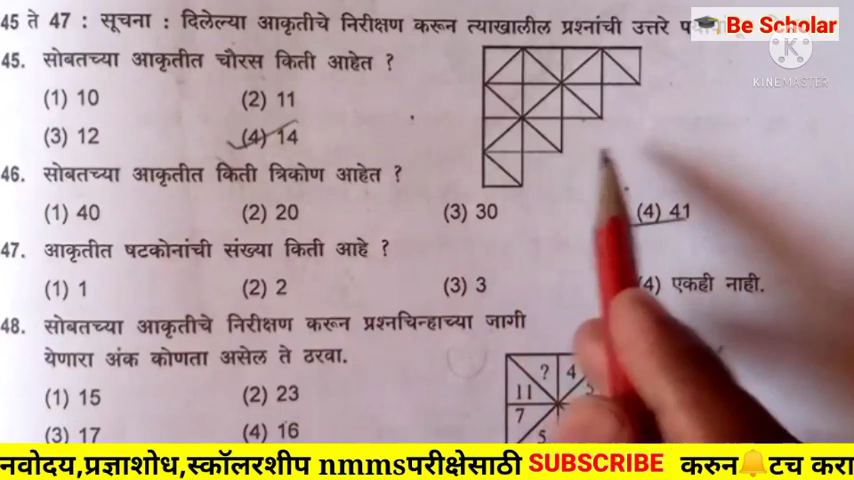 45 ते 47 : सूचना : दिलेल्या आकृतीचे निरीक्षण करून त्याखालील प्रश्नांची उत्तरे
Be Scholar
K
KINEMASTER
45. सोबतच्या आकृतीत चौरस किती आहेत ?
(1) 10 (2) 11
(3) 12 (4) 14
46. सोबतच्या आकृतीत किती त्रिकोण आहेत ?
(1) 40 (2) 20 (3) 30 (4) 41
47. आकृतीत षटकोनांची संख्या किती आहे ?
(1) 1 (2) 2 (3) 3 4) एकही नाही.
48. सोबतच्या आकृतीचे निरीक्षण करून प्रश्नचिन्हाच्या जागी
येणारा अंक कोणता असेल ते ठरवा.
(1) 15 (2) 23
(3) 17 (4) 16
? 4
11 5
7
5
नवोदय,प्रज्ञाशोध,स्कॉलरशीप nmmsपरीक्षेसाठी SUBSCRIBE करुन🔔टच करा